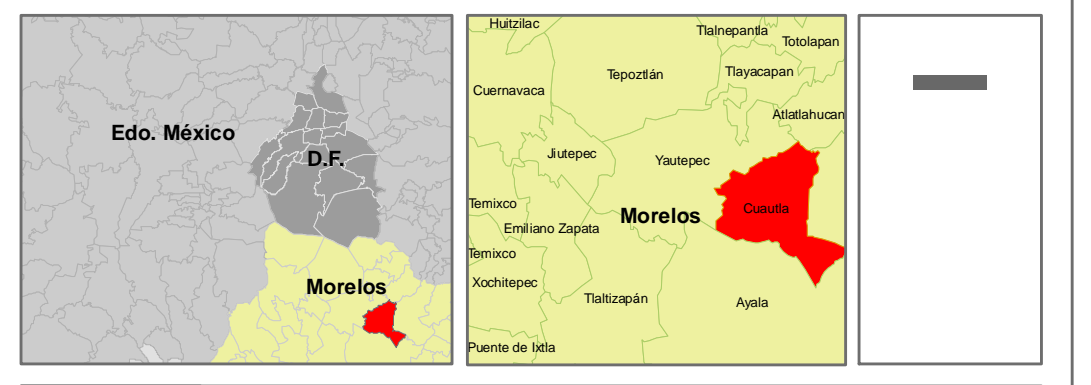 Edo. México
D.F.
Morelos
Huitzilac
Tlalnepantla
Totolapan
Tepoztlán
Tlayacapan
Cuernavaca
Atlatlahucan
Jiutepec
Yautepec
Temixco
Cuautla
Morelos
Emiliano Zapata
Temixco
Xochitepec
Tlaltizapán
Ayala
Puente de Ixtla